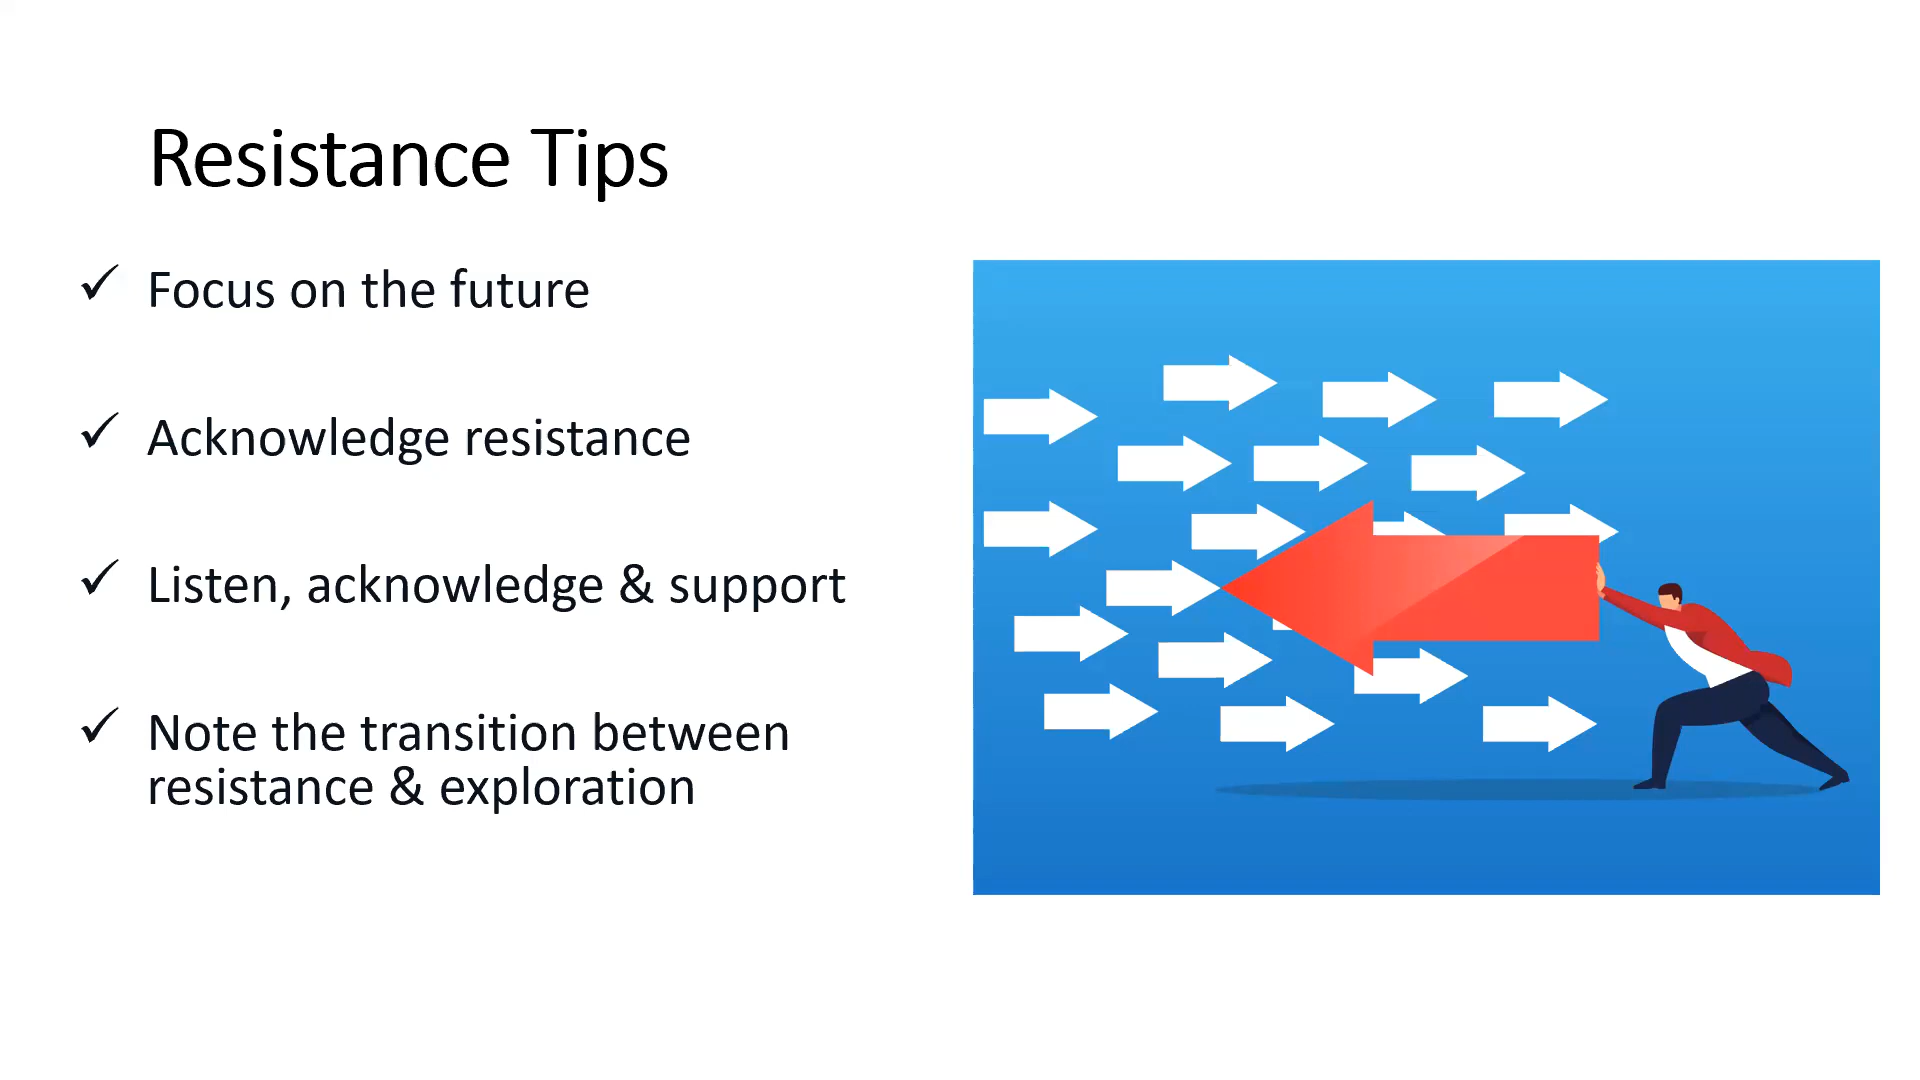 Resistance Tips
✓ Focus on the future
✓ Acknowledge resistance
✓ Listen, acknowledge & support
✓ Note the transition between
resistance & exploration